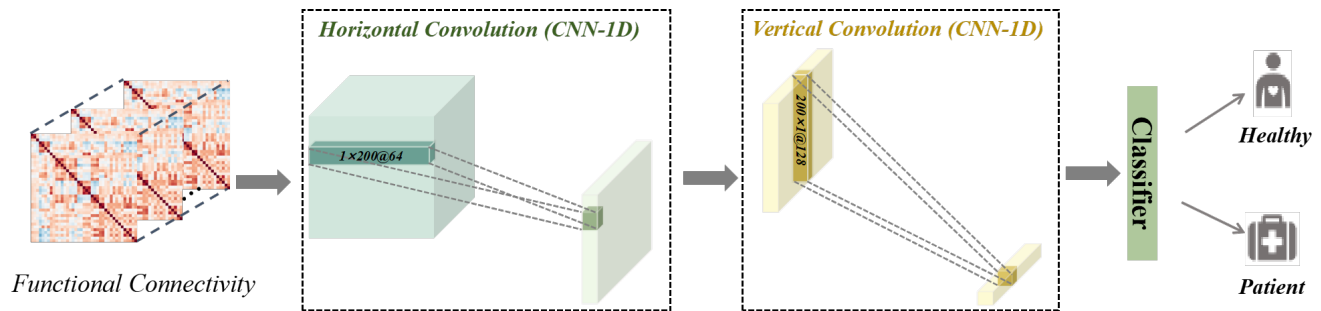 Functional Connectivity
Horizontal Convolution (CNN-1D)
1×200@64
Vertical Convolution (CNN-1D)
200×1@128
Classifier
Healthy
Patient